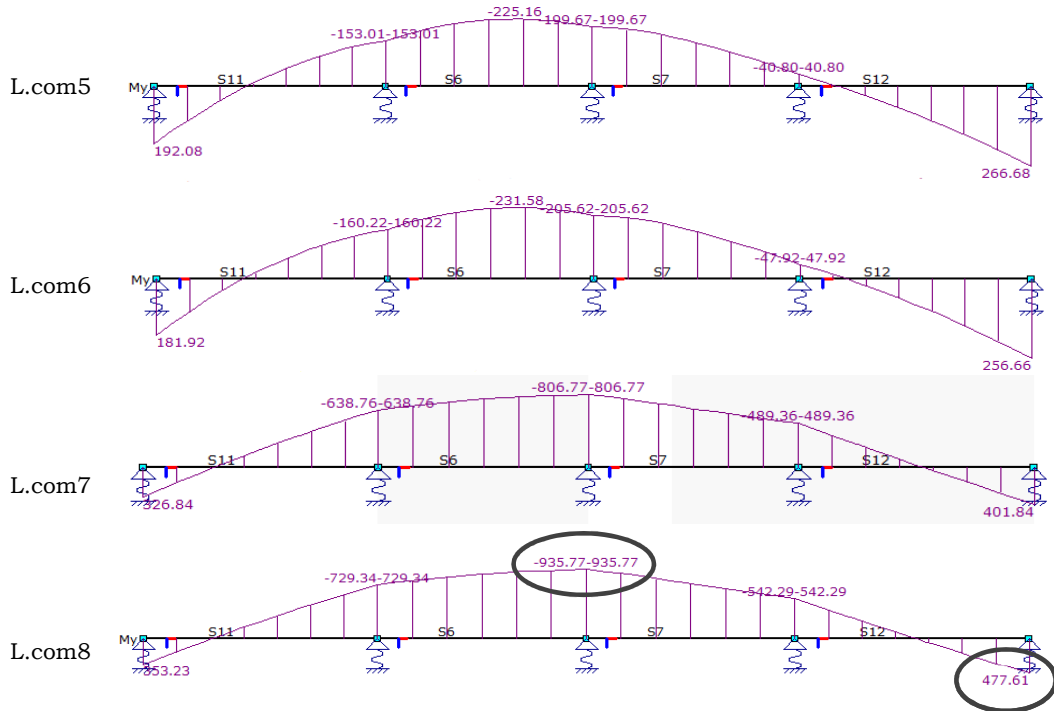 -225.16
-153.01-153.01
-199.67-199.67
-40.80-40.80
L.com5
My
S11
S6
S7
S12
192.08
266.68
-231.58
-160.22-160.22
-205.62-205.62
-47.92-47.92
L.com6
My
S11
S6
S7
S12
181.92
256.66
-806.77-806.77
-638.76-638.76
-489.36-489.36
S11
S6
S7
S12
L.com7
326.84
401.84
-935.77-935.77
-729.34-729.34
-542.29-542.29
L.com8
My
S11
S6
S7
S12
353.23
477.61